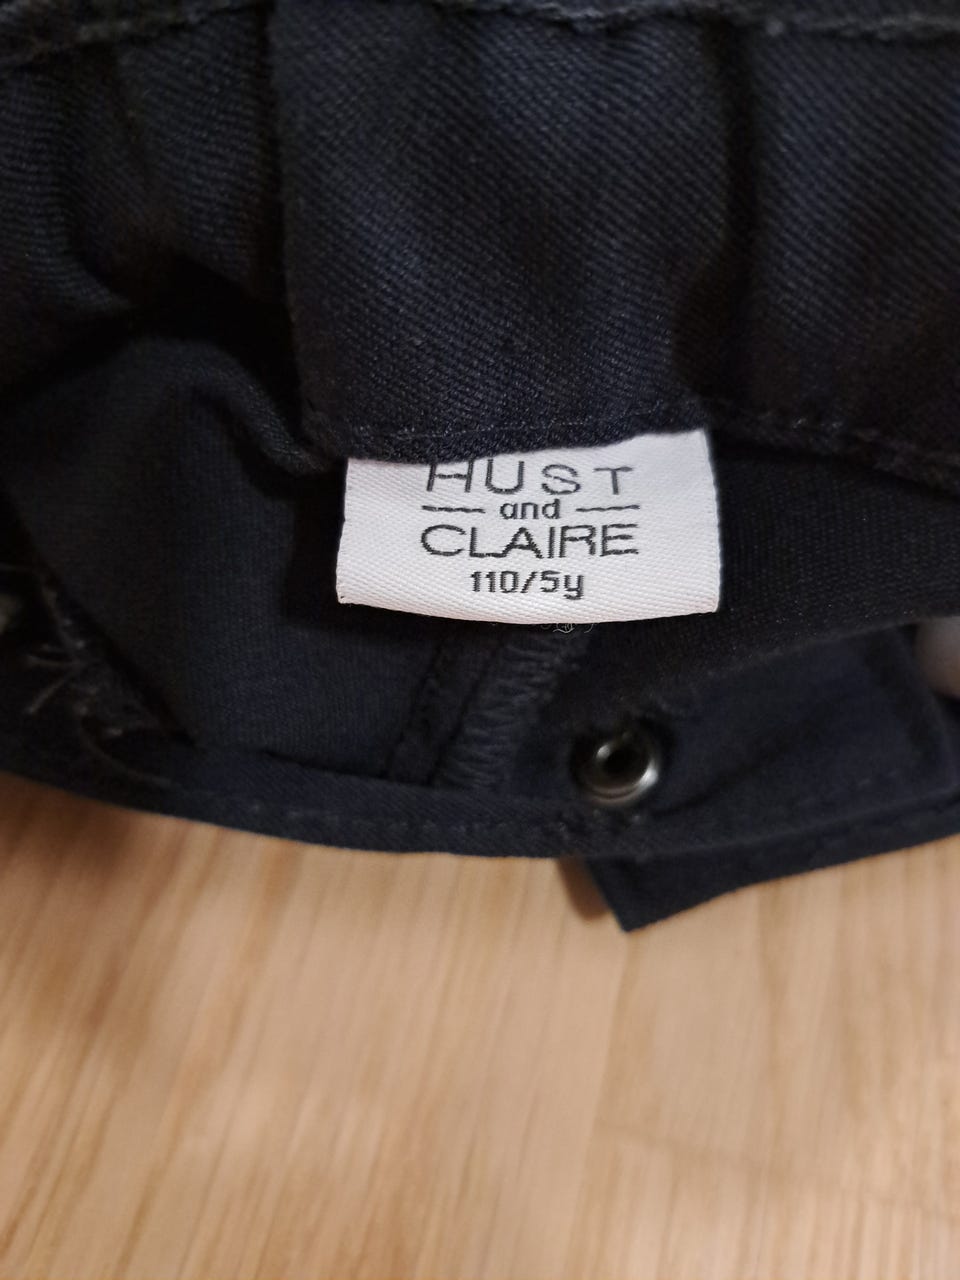 HUST
and
CLAIRE
110/5y